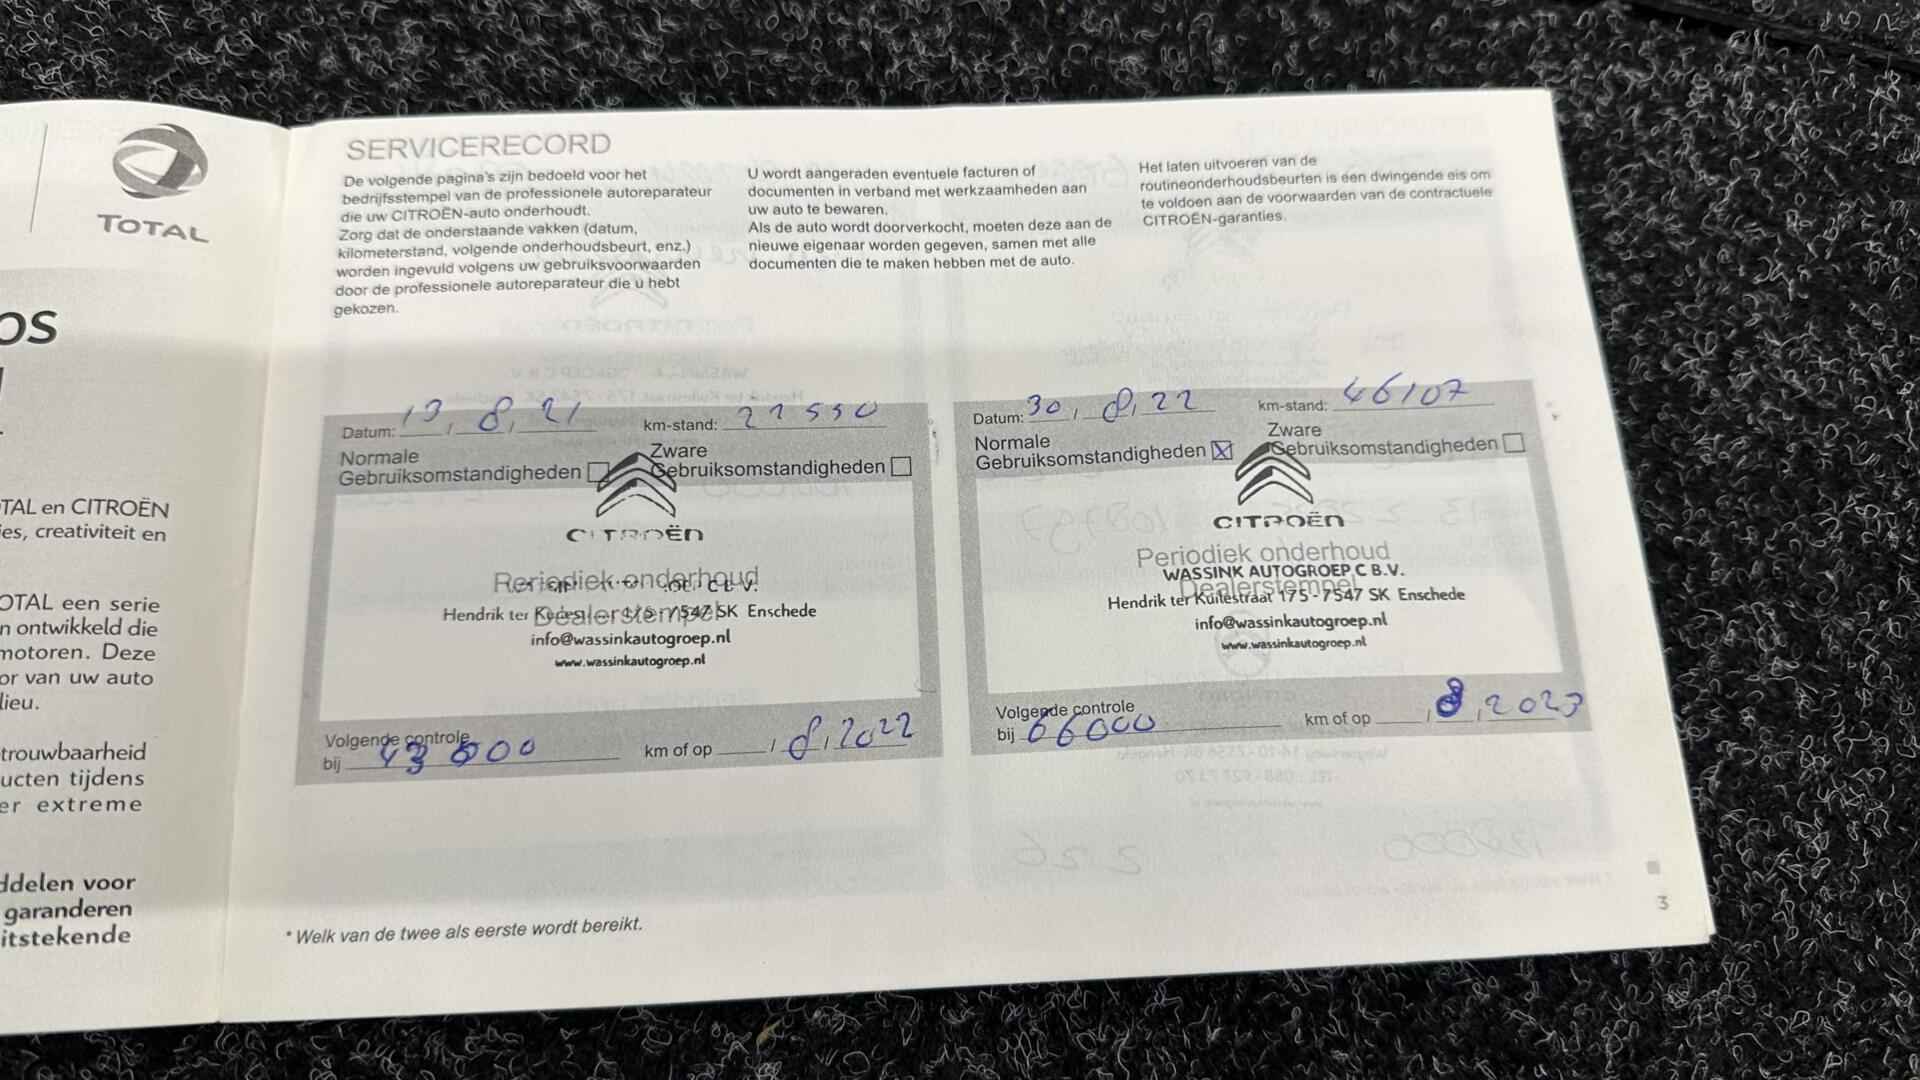 TOTAL
OS
TAL en CITROËN
ies, creativiteit en
OTAL een serie
n ontwikkeld die
motoren. Deze
or van uw auto
lieu.
trouwbaarheid
ucten tijdens
er extreme
ddelen voor
garanderen
itstekende
SERVICERECORD
De volgende pagina's zijn bedoeld voor het
bedrijfsstempel van de professionele autoreparateur
die uw CITROËN-auto onderhoudt.
Zorg dat de onderstaande vakken (datum,
kilometerstand, volgende onderhoudsbeurt, enz.)
worden ingevuld volgens uw gebruiksvoorwaarden
door de professionele autoreparateur die u hebt
gekozen.
U wordt aangeraden eventuele facturen of
documenten in verband met werkzaamheden aan
uw auto te bewaren.
Als de auto wordt doorverkocht, moeten deze aan de
nieuwe eigenaar worden gegeven, samen met alle
documenten die te maken hebben met de auto.
Het laten uitvoeren van de
routineonderhoudsbeurten is een dwingende eis om
te voldoen aan de voorwaarden van de contractuele
CITROËN-garanties.
Datum: 13, 8, 21 km-stand:
Normale
Gebruiksomstandigheden
Zware
Gebruiksomstandigheden
CITROËN
Periodiek onderhoud
Dealerstempel
Hendrik ter 175 - 7547 SK Enschede
info@wassinkautogroep.nl
www.wassinkautogroep.nl
Volgende controle
bij 43 000 km of op , 8, 2022
Datum: 30, 8, 22 km-stand: 46107
Normale
Gebruiksomstandigheden X
Zware
Gebruiksomstandigheden
CITROËN
Periodiek onderhoud
WASSINK AUTOGROEP C B.V.
Dealerstempel
Hendrik ter Kuilestraat 175 - 7547 SK Enschede
info@wassinkautogroep.nl
www.wassinkautogroep.nl
Volgende controle
bij 66000 km of op , 8, 2023
* Welk van de twee als eerste wordt bereikt.
3